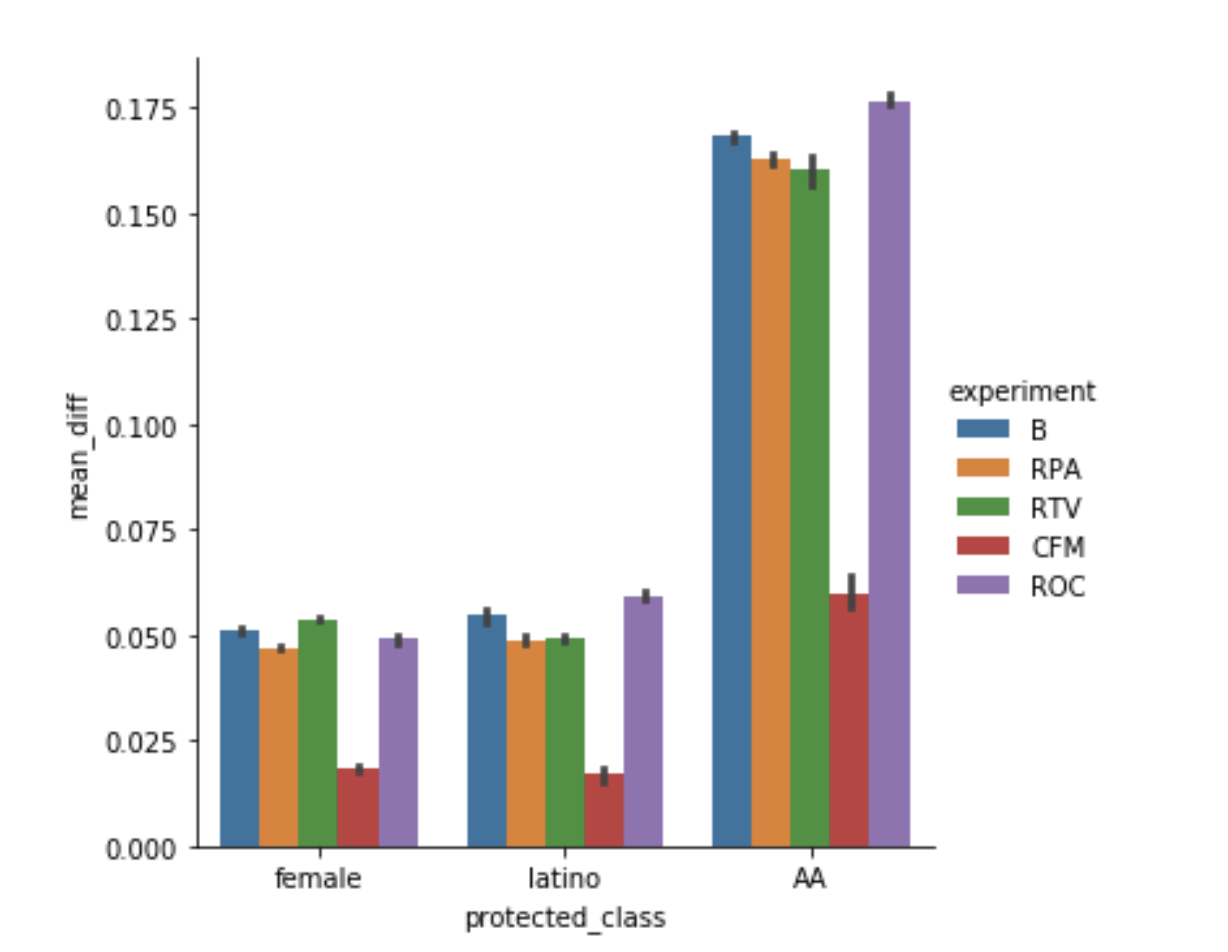 0.175
0.150
0.125
0.100
0.075
0.050
0.025
0.000
mean_diff
female latino AA
protected_class
experiment
B
RPA
RTV
CFM
ROC